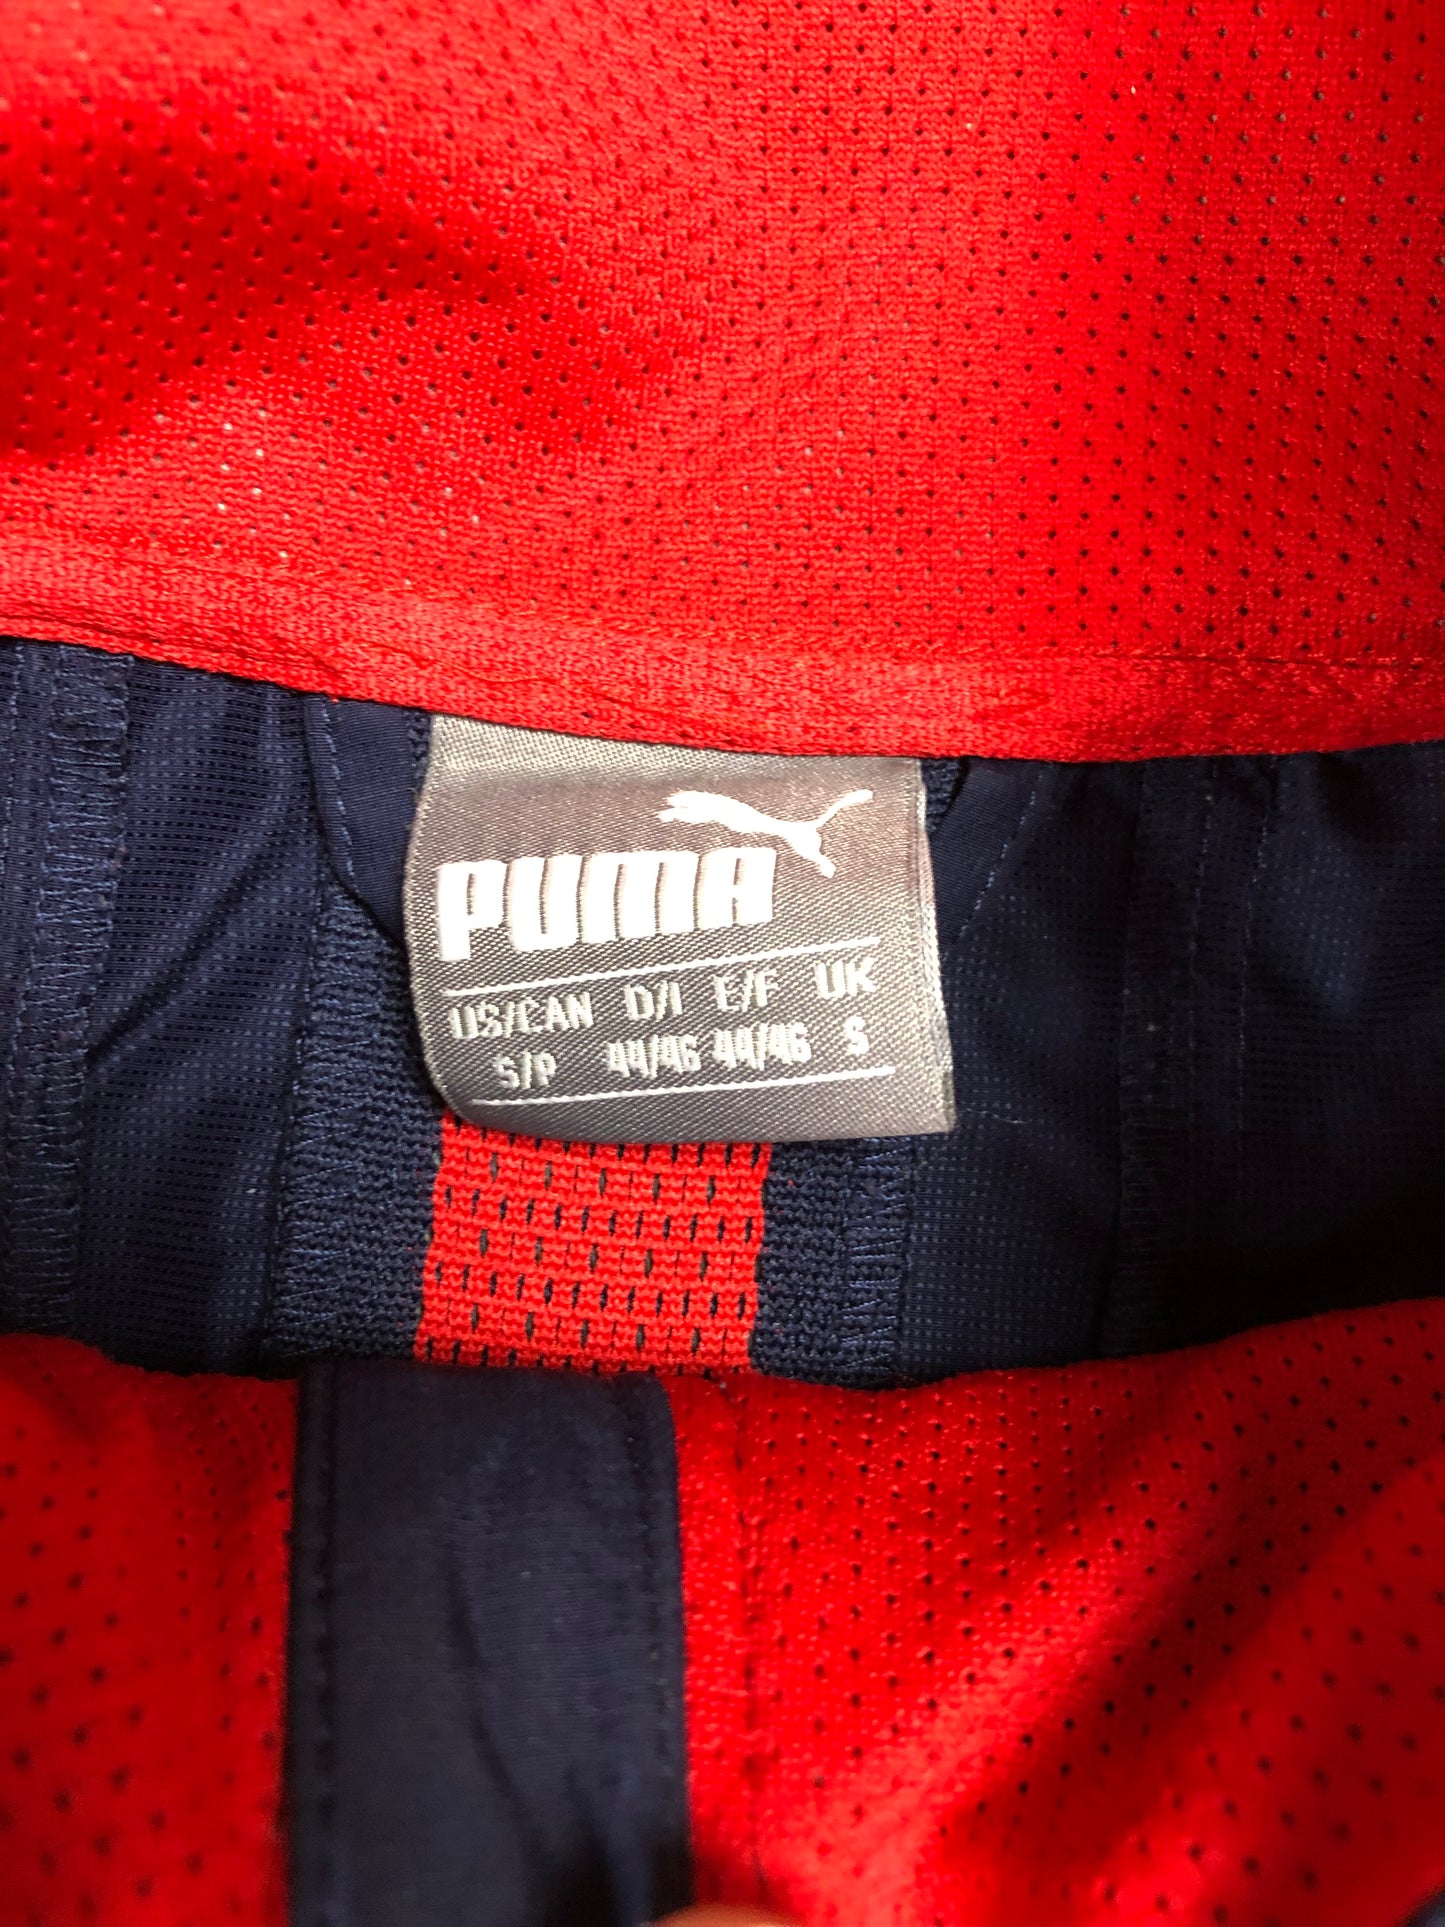 PUMA
US/CAN D/I E/F UK
S/P 44/46 44/46 S